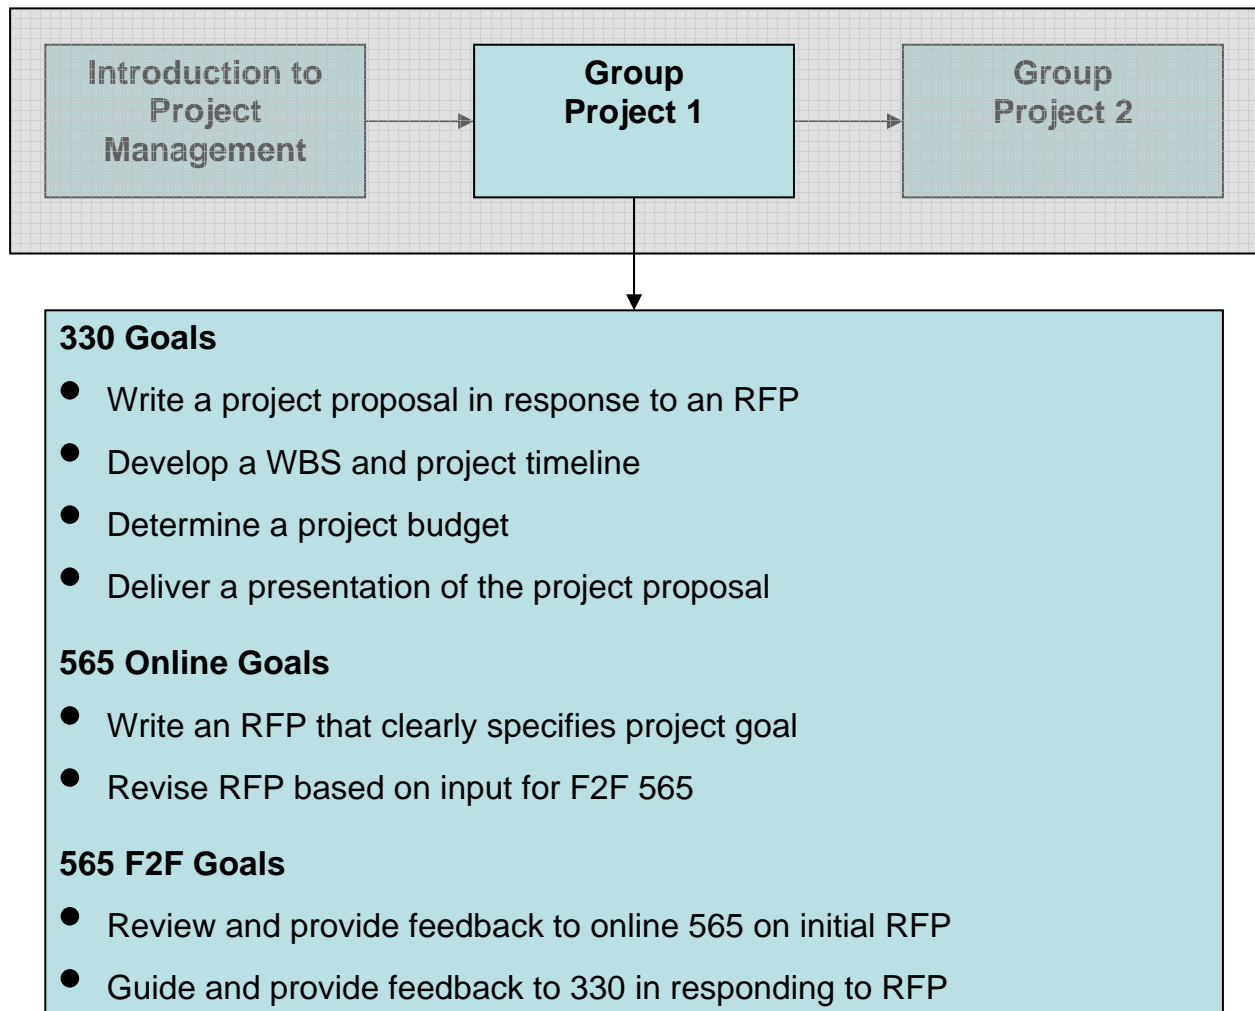 Introduction to
Project
Management
Group
Project 1
Group
Project 2
330 Goals
● Write a project proposal in response to an RFP
● Develop a WBS and project timeline
● Determine a project budget
● Deliver a presentation of the project proposal
565 Online Goals
● Write an RFP that clearly specifies project goal
● Revise RFP based on input for F2F 565
565 F2F Goals
● Review and provide feedback to online 565 on initial RFP
● Guide and provide feedback to 330 in responding to RFP